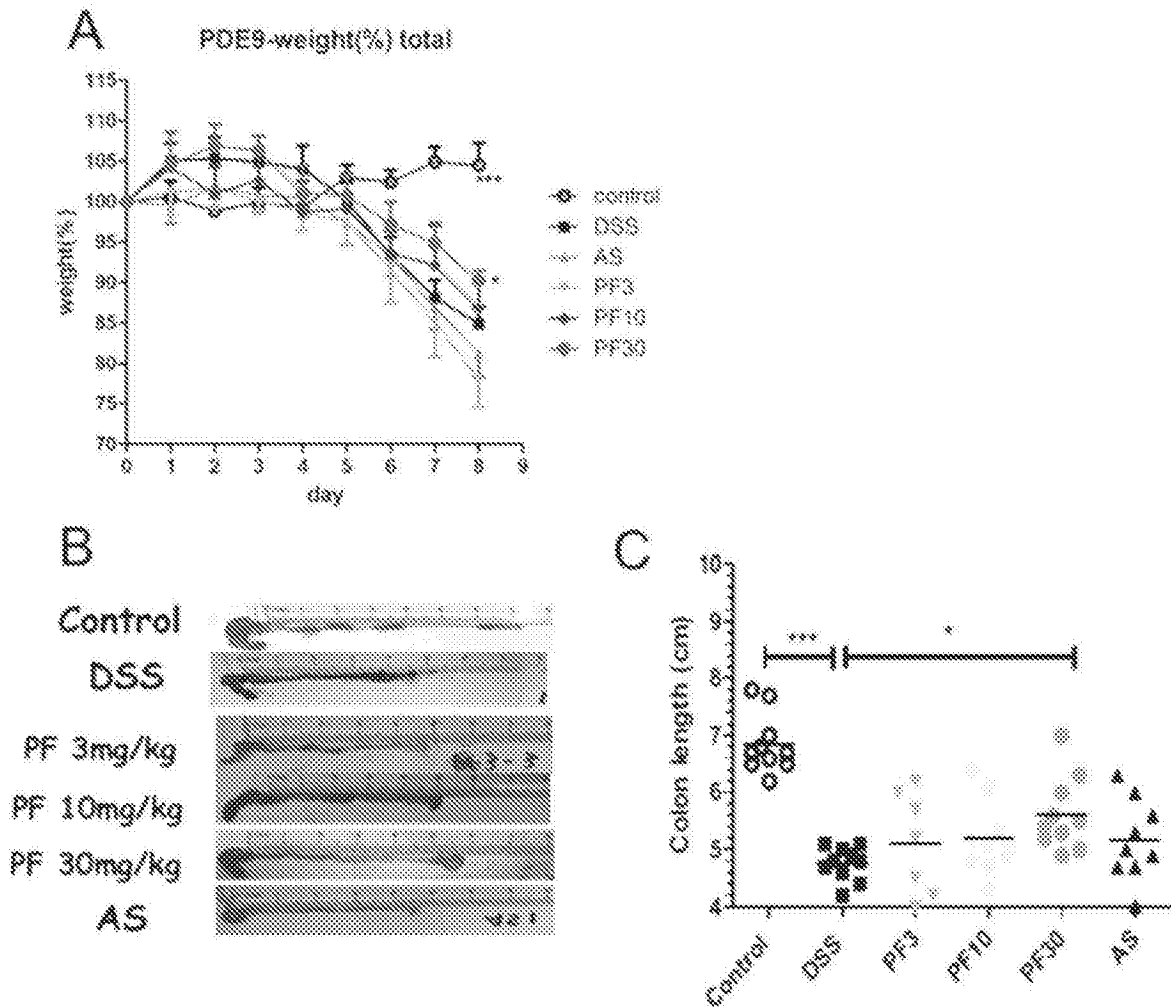 A
PDE9-weight(%) total
115
110
105
100
95
90
85
80
75
70
weight(%)
0 1 2 3 4 5 6 7 8 9
day
***
*
control
DSS
AS
PF3
PF10
PF30
B
Control
DSS
PF 3mg/kg
PF 10mg/kg
PF 30mg/kg
AS
C
10
9
8
7
6
5
4
Colon length (cm)
***
*
Control
DSS
PF3
PF10
PF30
AS